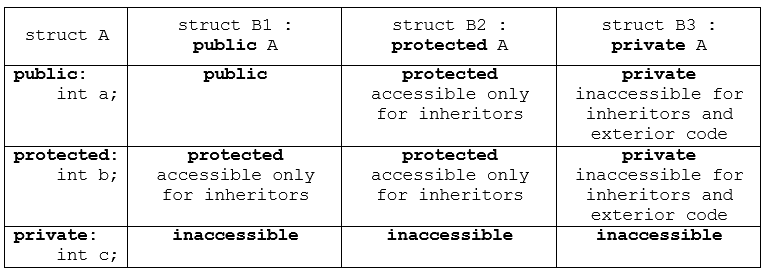 struct A
struct B1 :
public A
struct B2 :
protected A
struct B3 :
private A
public:
int a;
public
protected
accessible only
for inheritors
private
inaccessible for
inheritors and
exterior code
protected:
int b;
protected
accessible only
for inheritors
protected
accessible only
for inheritors
private
inaccessible for
inheritors and
exterior code
private:
int c;
inaccessible
inaccessible
inaccessible